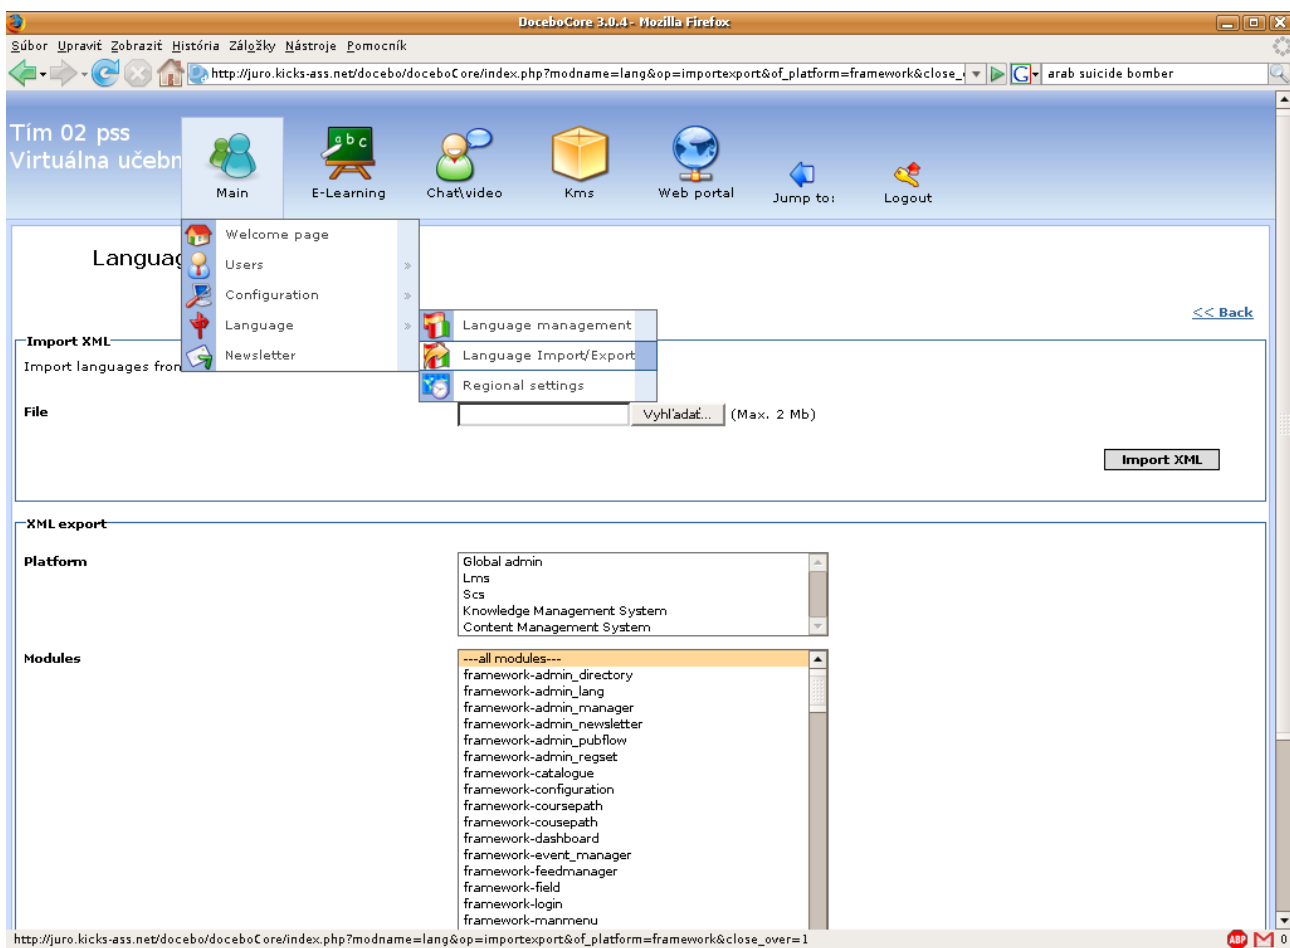 DoceboCore 3.0.4 - Mozilla Firefox
Súbor Upraviť Zobraziť História Záložky Nástroje Pomocník
http://juro.kicks-ass.net/docebo/doceboCore/index.php?modname=lang&op=importexport&of_platform=framework&close_
G
arab suicide bomber
Tím 02 pss
Virtuálna učebn
a b c
Main
E-Learning
Chat\video
Kms
Web portal
Jump to:
Logout
Languag
Welcome page
Users »
Configuration »
Language »
Newsletter
Language management
Language Import/Export
Regional settings
<< Back
Import XML
Import languages from
File
Vyhľadať...
(Max. 2 Mb)
Import XML
XML export
Platform
Global admin
Lms
Scs
Knowledge Management System
Content Management System
Modules
---all modules---
framework-admin_directory
framework-admin_lang
framework-admin_manager
framework-admin_newsletter
framework-admin_pubflow
framework-admin_regset
framework-catalogue
framework-configuration
framework-coursepath
framework-cousepath
framework-dashboard
framework-event_manager
framework-feedmanager
framework-field
framework-login
framework-manmenu
http://juro.kicks-ass.net/docebo/doceboCore/index.php?modname=lang&op=importexport&of_platform=framework&close_over=1
ABP
0